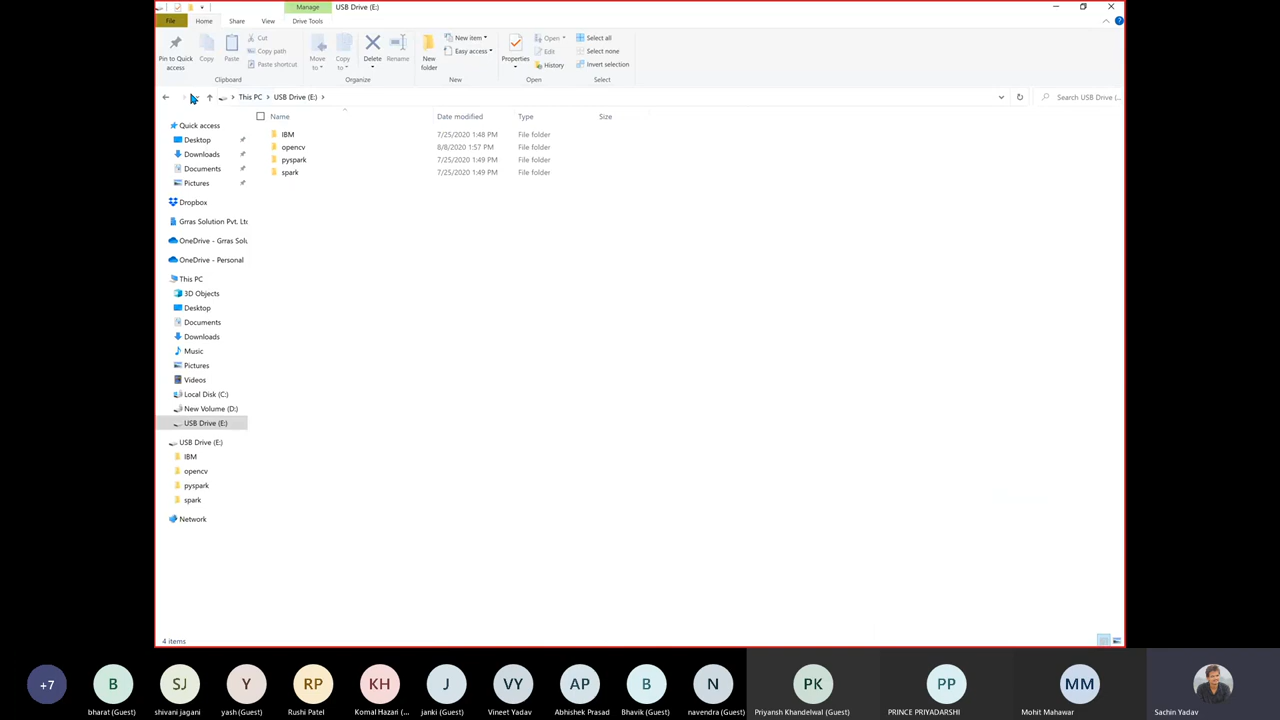 Manage
USB Drive (E:)
File
Home
Share
View
Drive Tools
Pin to Quick access
Copy
Paste
Cut
Copy path
Paste shortcut
Move to
Copy to
Delete
Rename
New folder
New item
Easy access
Properties
Open
Edit
History
Select all
Select none
Invert selection
Clipboard
Organize
New
Open
Select
This PC
USB Drive (E:)
Search USB Drive (...
Name
Date modified
Type
Size
IBM 7/25/2020 1:48 PM File folder
opencv 8/8/2020 1:57 PM File folder
pyspark 7/25/2020 1:49 PM File folder
spark 7/25/2020 1:49 PM File folder
Quick access
Desktop
Downloads
Documents
Pictures
Dropbox
Grras Solution Pvt. Ltd
OneDrive - Grras Solu
OneDrive - Personal
This PC
3D Objects
Desktop
Documents
Downloads
Music
Pictures
Videos
Local Disk (C:)
New Volume (D:)
USB Drive (E:)
USB Drive (E:)
IBM
opencv
pyspark
spark
Network
4 items
+7
B
SJ
Y
RP
KH
J
VY
AP
B
N
PK
PP
MM
bharat (Guest)
shivani jagani
yash (Guest)
Rushi Patel
Komal Hazari (...
janki (Guest)
Vineet Yadav
Abhishek Prasad
Bhavik (Guest)
navendra (Guest)
Priyansh Khandelwal (Guest)
PRINCE PRIYADARSHI
Mohit Mahawar
Sachin Yadav